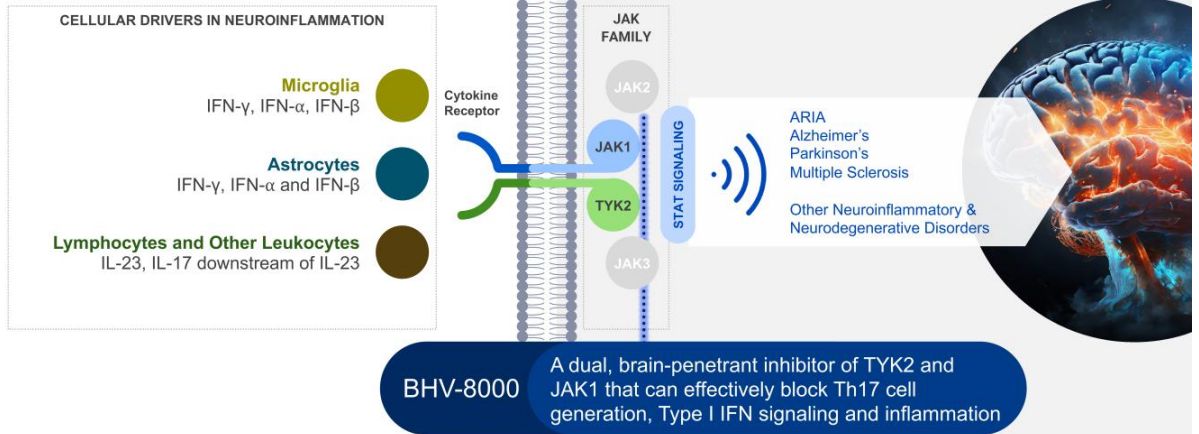 CELLULAR DRIVERS IN NEUROINFLAMMATION
Microglia
IFN-γ, IFN-α, IFN-β
Astrocytes
IFN-γ, IFN-α and IFN-β
Lymphocytes and Other Leukocytes
IL-23, IL-17 downstream of IL-23
Cytokine
Receptor
JAK
FAMILY
JAK2
JAK1
TYK2
JAK3
STAT SIGNALING
ARIA
Alzheimer’s
Parkinson’s
Multiple Sclerosis
Other Neuroinflammatory &
Neurodegenerative Disorders
BHV-8000
A dual, brain-penetrant inhibitor of TYK2 and
JAK1 that can effectively block Th17 cell
generation, Type I IFN signaling and inflammation